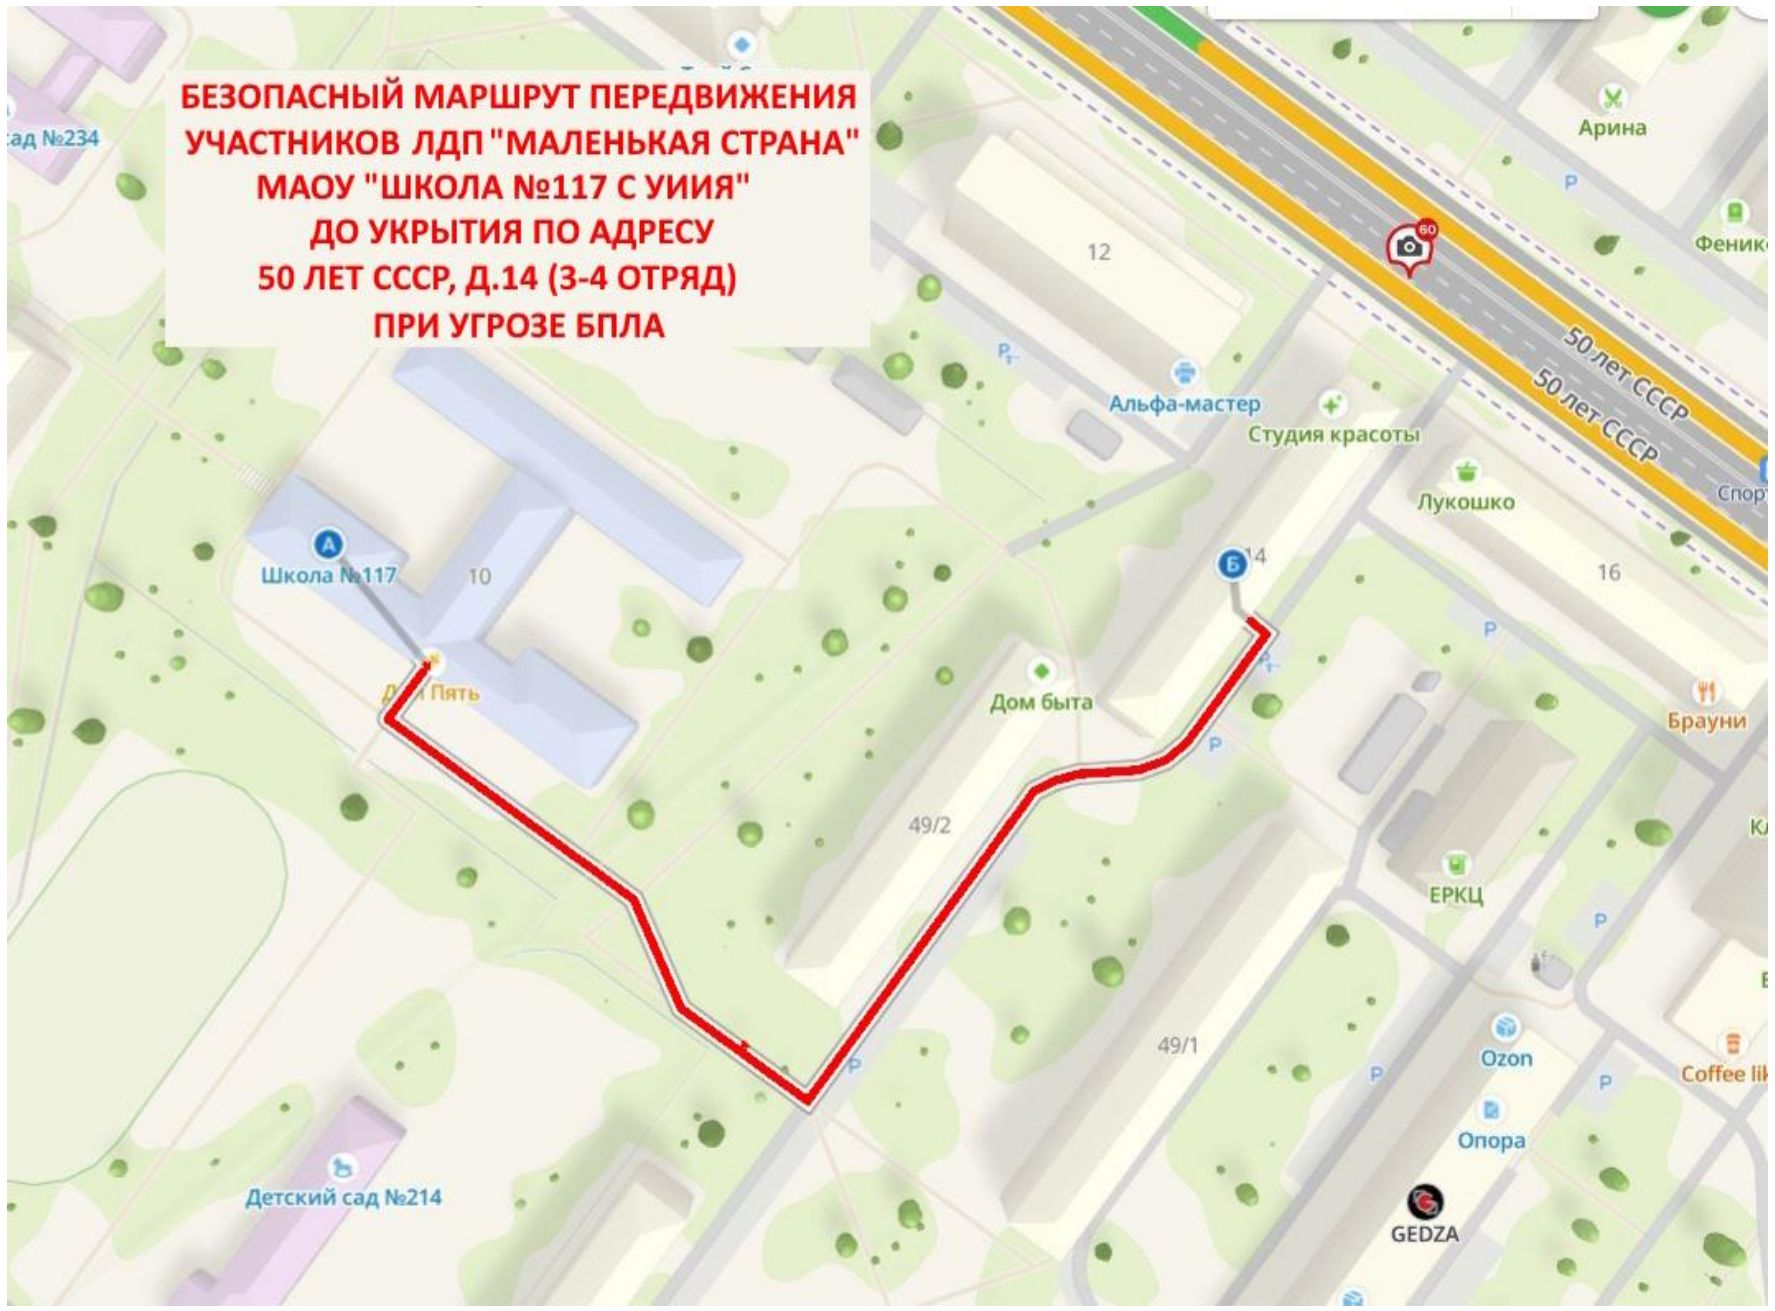 БЕЗОПАСНЫЙ МАРШРУТ ПЕРЕДВИЖЕНИЯ
УЧАСТНИКОВ ЛДП "МАЛЕНЬКАЯ СТРАНА"
МАОУ "ШКОЛА №117 С УИИЯ"
ДО УКРЫТИЯ ПО АДРЕСУ
50 ЛЕТ СССР, Д.14 (3-4 ОТРЯД)
ПРИ УГРОЗЕ БПЛА
№234
Арина
P
60
12
P
Альфа-мастер
Студия красоты
50 лет СССР
50 лет СССР
Лукошко
А
Школа №117
10
Б
14
16
P
P
Пять
Дом быта
Брауни
P
49/2
ЕРКЦ
P
49/1
P
P
P
Ozon
Coffee
Опора
Детский сад №214
GEDZA